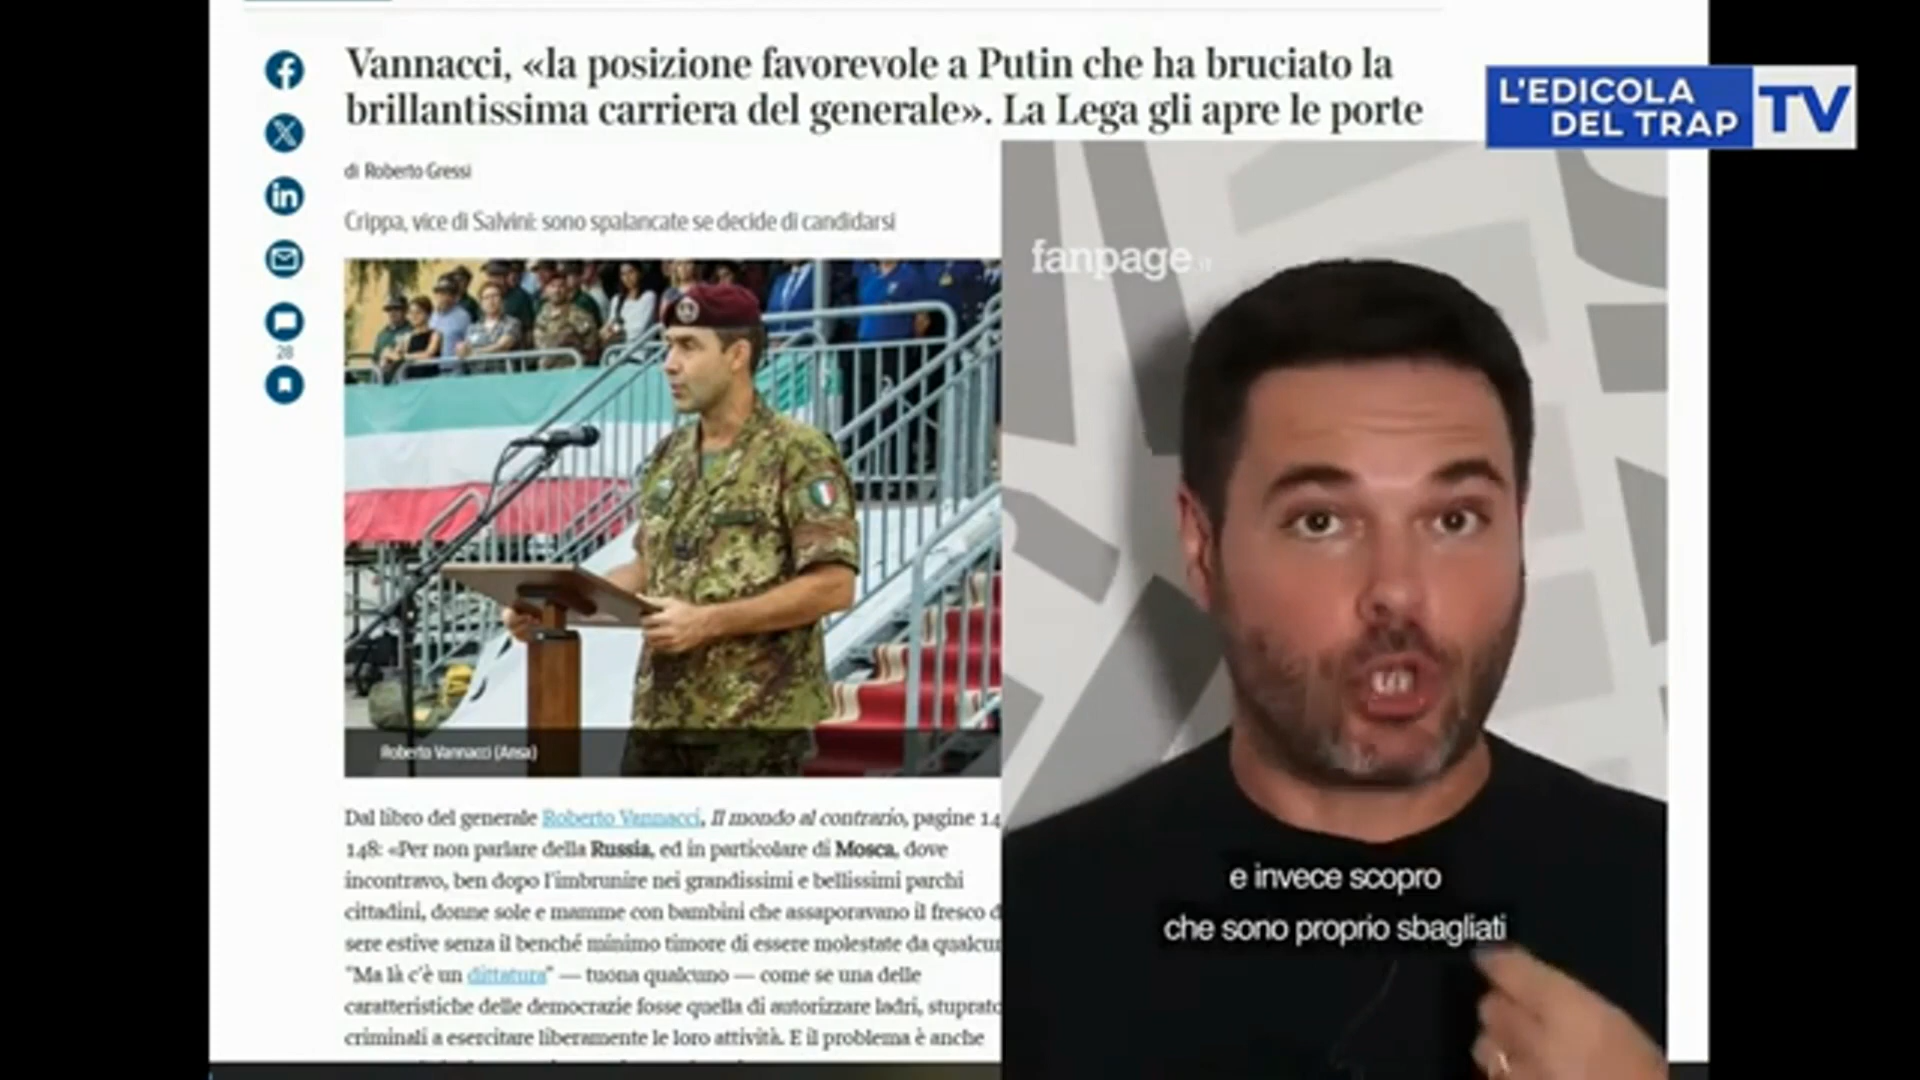 Vannacci, «la posizione favorevole a Putin che ha bruciato la
brillantissima carriera del generale». La Lega gli apre le porte
L'EDICOLA
DEL TRAP
TV
di Roberto Gressi
Crippa, vice di Salvini: sono spalancate se decide di candidarsi
fanpage.it
28
Roberto Vannacci (Ansa)
Dal libro del generale Roberto Vannacci, Il mondo al contrario, pagine
148: «Per non parlare della Russia, ed in particolare di Mosca, dove
incontravo, ben dopo l'imbrunire nei grandissimi e bellissimi parchi
cittadini, donne sole e mamme con bambini che assaporavano il fresco
sere estive senza il benché minimo timore di essere molestate da
"Ma là c'è un dittatura" — tuona qualcuno — come se una delle
caratteristiche delle democrazie fosse quella di autorizzare ladri,
criminali a esercitare liberamente le loro attività. E il problema è anche
e invece scopro
che sono proprio sbagliati